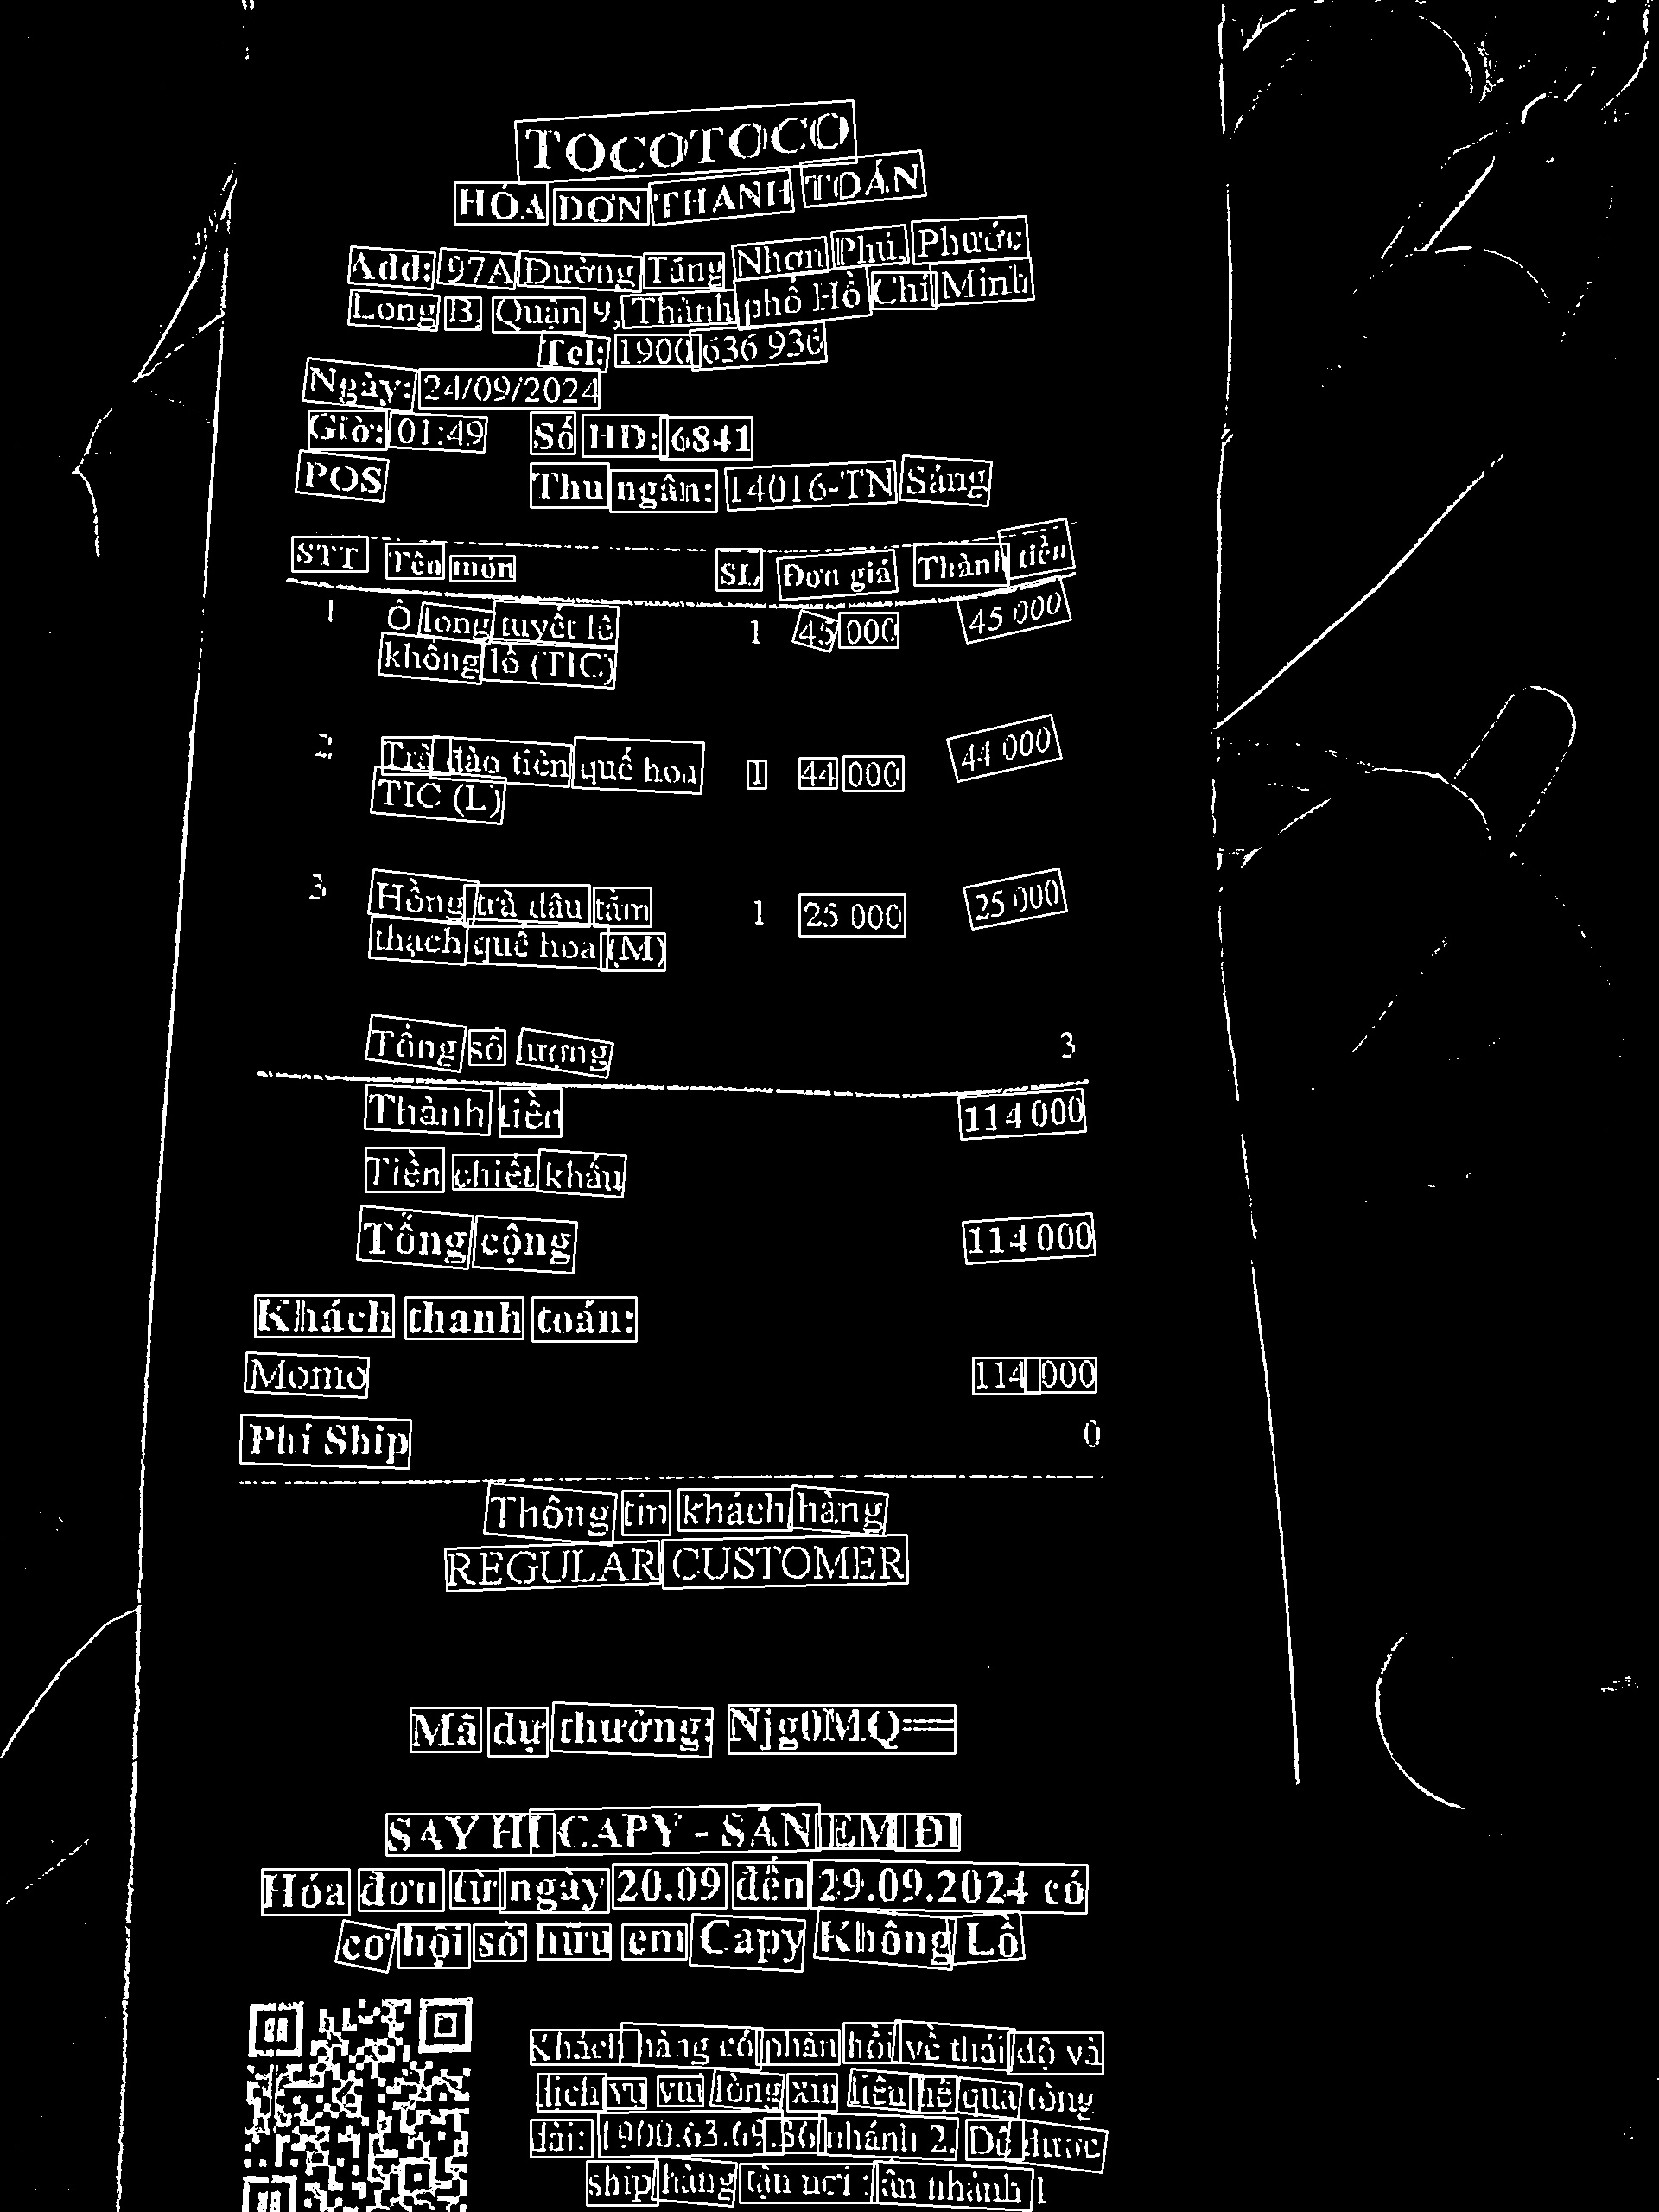 TOCOTOCO
HÓA ĐƠN THANH TOÁN
Add: 97A Đường Tăng Nhơn Phú, Phước
Long B, Quận 9, Thành phố Hồ Chí Minh
Tel: 1900 636 936
Ngày: 24/09/2024
Giờ: 01:49 Số HD: 6841
POS Thu ngân: 14016-TN Sáng
STT Tên món SL Đơn giá Thành tiền
1 Ô long tuyết lê 1 45 000 45 000
khổng lồ (TIC)
2 Trà đào tiên quế hoa 1 44 000 44 000
TIC (L)
3 Hồng trà dâu tằm 1 25 000 25 000
thạch quế hoa (M)
Tổng số lượng 3
Thành tiền 114 000
Tiền chiết khấu
Tổng cộng 114 000
Khách thanh toán:
Momo 114 000
Phí Ship 0
Thông tin khách hàng
REGULAR CUSTOMER
Mã dự thưởng: Njg0MQ==
SAY HI CAPY - SĂN EM ĐI
Hóa đơn từ ngày 20.09 đến 29.09.2024 có
cơ hội sở hữu em Capy Khổng Lồ
Khách hàng có phản hồi về thái độ và
dịch vụ vui lòng xin liên hệ qua tổng
đài: 1900.63.69.36 nhánh 2. Để được
ship hàng tận nơi : ấn nhánh 1